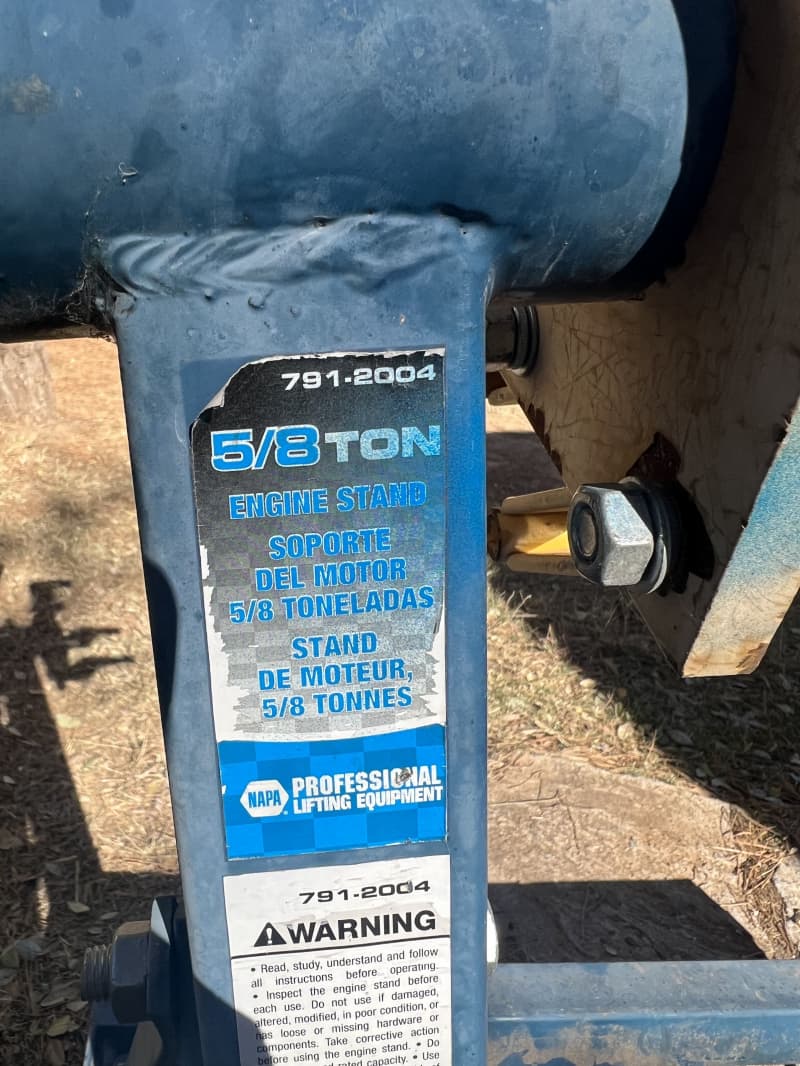 791-2004
5/8 TON
ENGINE STAND
SOPORTE
DEL MOTOR
5/8 TONELADAS
STAND
DE MOTEUR,
5/8 TONNES
NAPA PROFESSIONAL
LIFTING EQUIPMENT
791-2004
WARNING
• Read, study, understand and follow
all instructions before operating.
• Inspect the engine stand before
each use. Do not use if damaged,
altered, modified, in poor condition, or
has loose or missing hardware or
components. Take corrective action
before using the engine stand. • Do
rated capacity. • Use